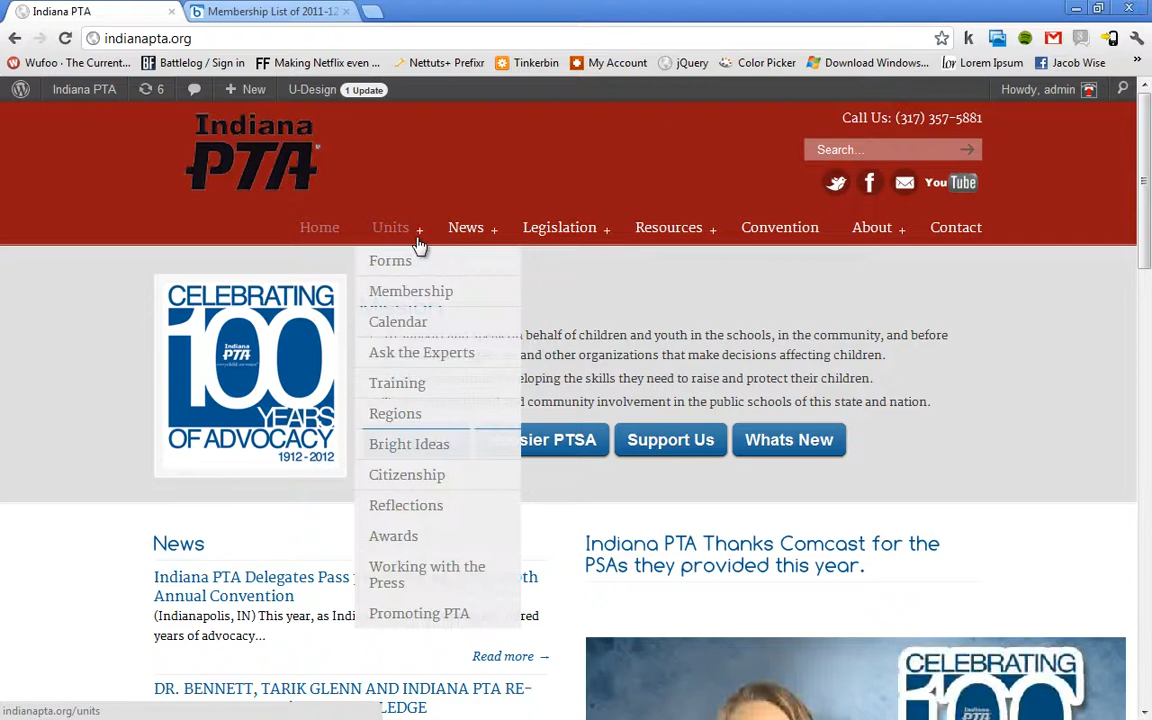 Indiana PTA
Membership List of 2011-12
indianapta.org
Wufoo · The Current...
Battlelog / Sign in
Making Netflix even ...
Nettuts+ Prefixr
Tinkerbin
My Account
jQuery
Color Picker
Download Windows...
Lorem Ipsum
Jacob Wise
Indiana PTA
6
New
U-Design
1 Update
Howdy, admin
Indiana
PTA
Call Us: (317) 357-5881
Search...
You Tube
Home
Units +
News +
Legislation +
Resources +
Convention
About +
Contact
Forms
Membership
Calendar
Ask the Experts
Training
Regions
Bright Ideas
Citizenship
Reflections
Awards
Working with the
Press
Promoting PTA
CELEBRATING
100
Indiana
PTA
YEARS
OF ADVOCACY
1912-2012
behalf of children and youth in the schools, in the community, and before
and other organizations that make decisions affecting children.
eloping the skills they need to raise and protect their children.
community involvement in the public schools of this state and nation.
sier PTSA
Support Us
Whats New
News
Indiana PTA Delegates Pass
oth
Annual Convention
(Indianapolis, IN) This year, as Indi
red
years of advocacy...
Read more →
DR. BENNETT, TARIK GLENN AND INDIANA PTA RE-
LEDGE
Indiana PTA Thanks Comcast for the
PSAs they provided this year.
CELEBRATING
100
Indiana
PTA
indianapta.org/units